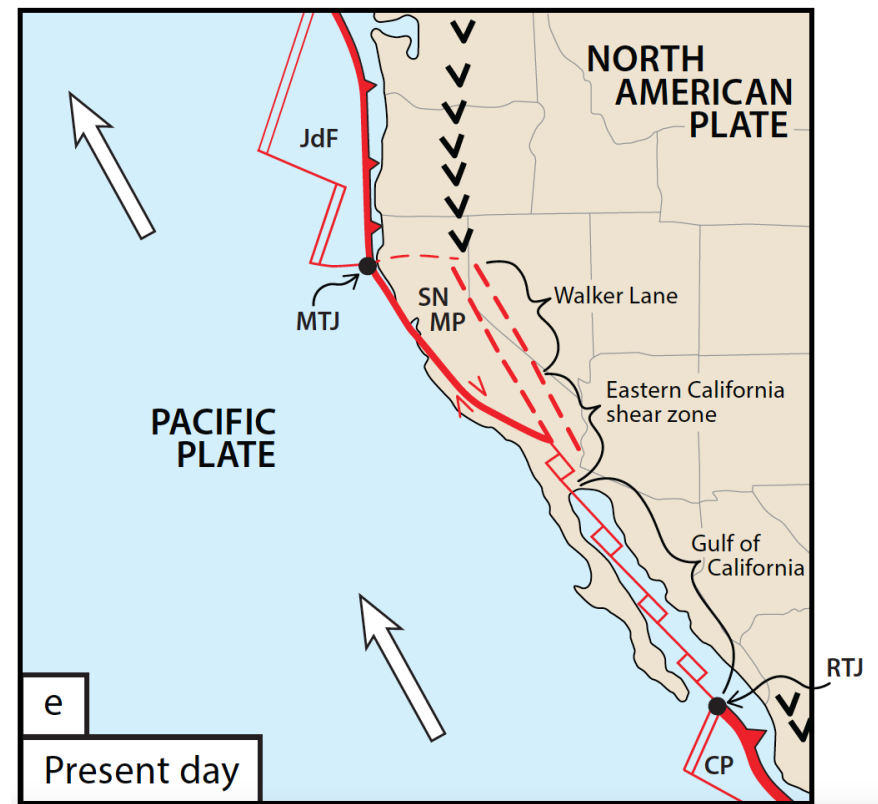 NORTH
AMERICAN
PLATE
JdF
SN
MP
Walker Lane
MTJ
Eastern California
shear zone
PACIFIC
PLATE
Gulf of
California
RTJ
e
CP
Present day